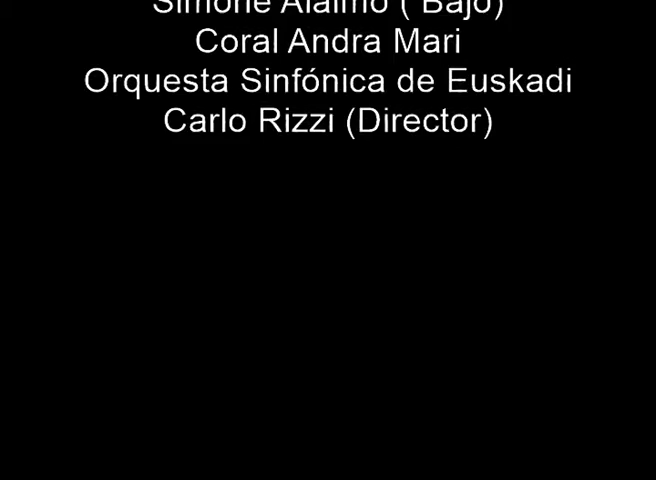 Simone Alaimo ( Bajo)
Coral Andra Mari
Orquesta Sinfónica de Euskadi
Carlo Rizzi (Director)